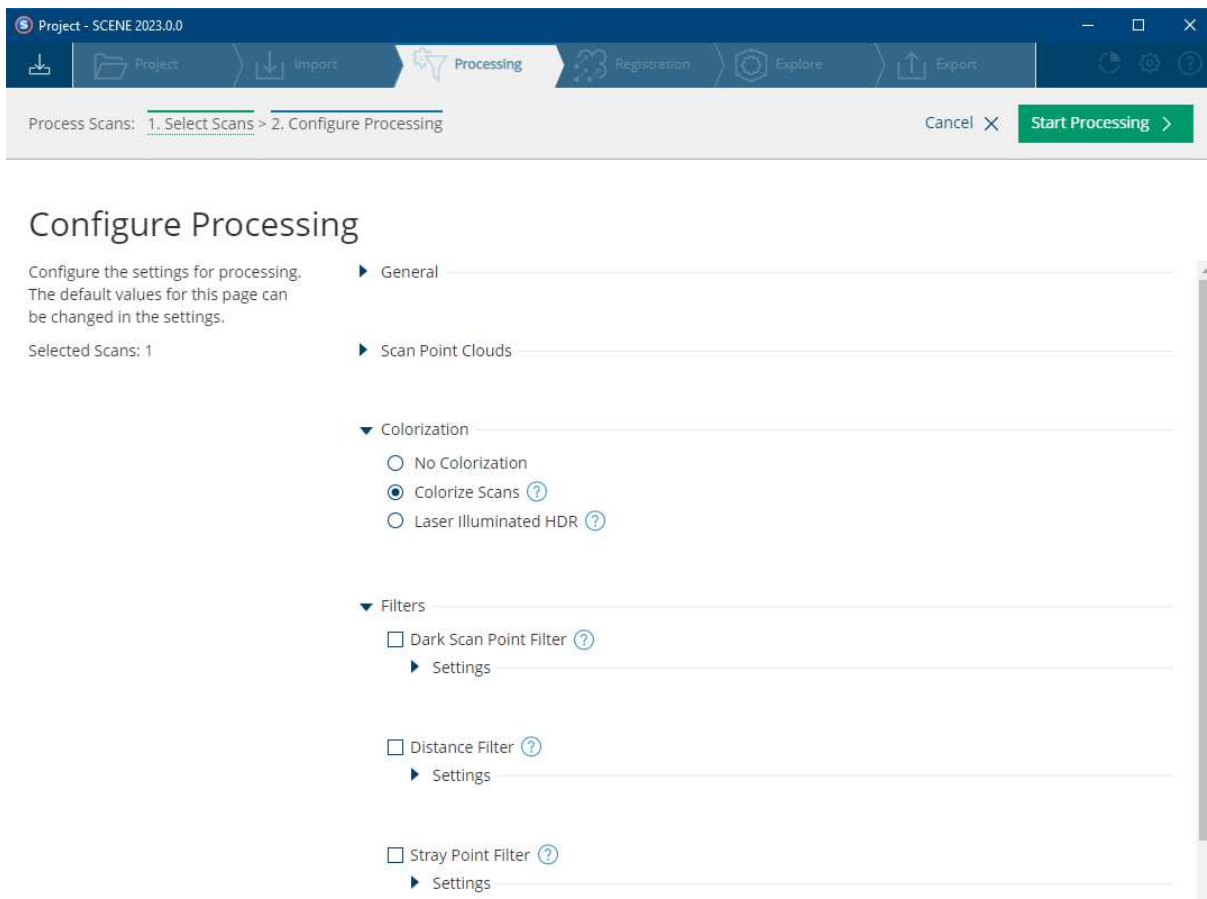 Project - SCENE 2023.0.0
Project Import Processing Registration Explore Export
Process Scans: 1. Select Scans > 2. Configure Processing Cancel Start Processing
Configure Processing
Configure the settings for processing.
The default values for this page can
be changed in the settings.
Selected Scans: 1
General
Scan Point Clouds
Colorization
No Colorization
Colorize Scans ?
Laser Illuminated HDR ?
Filters
Dark Scan Point Filter ?
Settings
Distance Filter ?
Settings
Stray Point Filter ?
Settings